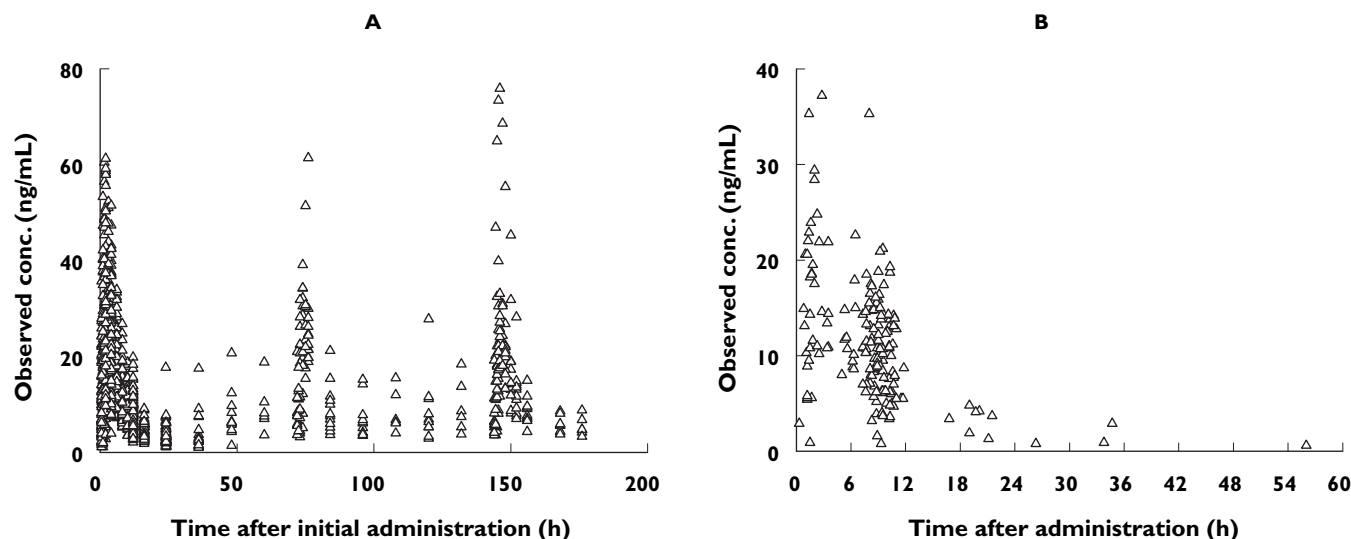 A
B
Observed conc. (ng/mL)
80
60
40
20
0
0 50 100 150 200
Time after initial administration (h)
Observed conc. (ng/mL)
40
30
20
10
0
0 6 12 18 24 30 36 42 48 54 60
Time after administration (h)